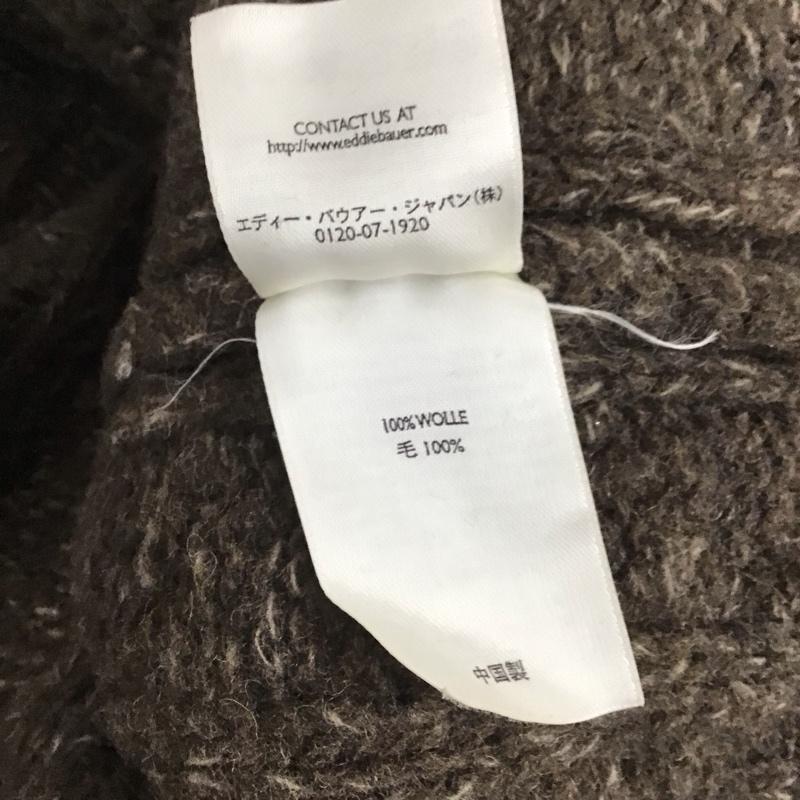 CONTACT US AT
http://www.eddiebauer.com
エディー・バウアー・ジャパン(株)
0120-07-1920
100% WOLLE
毛 100%
中国製